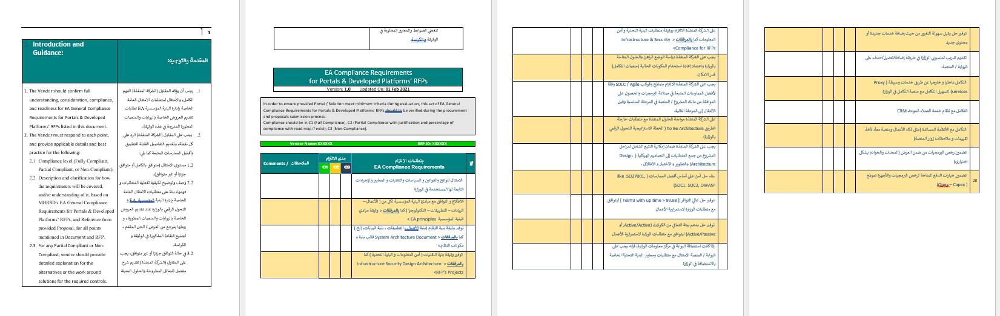 1
Introduction and
Guidance:
المقدمة والتوجيه:
1. The Vendor should confirm full
understanding, consideration, compliance,
and readiness for EA General Compliance
Requirements for Portals & Developed
Platforms' RFPs listed in this document.
2. The Vendor must respond to each point,
and provide applicable details and best
practice for the following:
2.1 Compliance level (Fully Compliant,
Partial Compliant, or Non-Compliant).
2.2 Description and clarification for how
the requirements will be covered,
and/or understanding of it, based on
MHRSD's EA General Compliance
Requirements for Portals & Developed
Platforms' RFPs, and Reference from
provided Proposal, for all points
mentioned in Document and RFP.
2.3 For any Partial Compliant or Non-
Compliant, vendor should provide
detailed explanation for the
alternatives or the work around
solutions for the required controls.
1. يجب أن يؤكد المقاول (الشركة المنفذة) الفهم
الكامل، والامتثال لمتطلبات الامتثال العامة
الخاصة بإدارة البنية المؤسسية EA لطلبات
تقديم العروض الخاصة بالبوابات والمنصات
المطورة المدرجة في هذه الوثيقة.
2. يجب على المقاول (الشركة المنفذة) الرد على
كل نقطة، وتقديم التفاصيل القابلة للتطبيق
وأفضل الممارسات المتبعة كما يلي:
1.2 مستوى الامتثال (متوافق بالكامل أو متوافق
جزئيًا أو غير متوافق).
2.2 وصف وتوضيح لكيفية تغطية المتطلبات و
فهمها، بناءً على متطلبات الامتثال العامة
الخاصة بإدارة البنية المؤسسية EA و
التحول الرقمي بالوزارة عند تقديم العروض
الخاصة بالبوابات والمنصات المطورة ، و
ربطها بمرجع من العرض / الحل المقدم ،
لجميع النقاط المذكورة في الوثيقة و
الكراسة.
3.2 في حالة التوافق جزئيًا أو غير متوافق، يجب
على المقاول (الشركة المنفذة) تقديم شرح
مفصل للبدائل المطروحة والحلول البديلة
لتغطي الضوابط والمعايير المطلوبة في
الوثيقة والكراسة.
EA Compliance Requirements
for Portals & Developed Platforms' RFPs
Version: 1.0 Updated On: 01 Feb 2021
In order to ensure provided Portal / Solution meet minimum criteria during evaluation, this set of EA General
Compliance Requirements for Portals & Developed Platforms' RFPs should to be verified during the procurement
and proposals submission process.
Compliance should be in C1 (Full Compliance), C2 (Partial Compliance with justification and percentage of
compliance with road map if exist), C3 (Non-Compliance).
Vendor Name: XXXXXX RFP-ID: XXXXXX
Comments / الملاحظات
مدى الالتزام
C1 C2 C3
متطلبات الالتزام
EA Compliance Requirements
#
الامتثال للوائح والقوانين و السياسات والتقنيات و المعايير و لإجراءات
التابعة لها المستخدمة في الوزارة
الاطلاع و التوافق مع مبادئ البنية المؤسسية لكل من ( الأعمال –
البيانات – التطبيقات – التكنولوجيا ) كما بالمرفقات < وثيقة مبادئ
البنية المؤسسية EA principles >
توفير وثيقة بنية النظام (بنية الأعمال، التطبيقات ، بنية البيانات، إلخ.)
كما بالمرفقات < System Architecture Document قالب بنية و
مكونات النظام>
توفير وثيقة بنية التقنيات ( أمن المعلومات و البنية التحتية ) كما
بالمرفقات < Infrastructure Security Design Architecture
RFP's Projects>
على الشركة المنفذة الالتزام بوثيقة متطلبات البنية التحتية و أمن
المعلومات كما بالمرفقات < Infrastructure & Security
Compliance for RFPs>
يجب على الشركة المنفذة دراسة الوضع الراهن والحلول المتاحة
بالوزارة واعتماد إعادة استخدام المكونات الحالية (منصات التكامل)
قدر الامكان.
يجب على الشركة المنفذة الالتزام بنماذج وقوالب SDLC / Agile وفقًا
لأفضل الممارسات المتبعة في صناعة البرمجيات والحصول على
الموافقة من مالك المشروع / المنصة في المرحلة المناسبة وقبل
الانتقال إلى المرحلة التالية.
على الشركة المنفذة مواءمة الحلول المنفذة مع متطلبات خارطة
الطريق To Be Architecture ( الخطة الاستراتيجية للتحول الرقمي
بالوزارة).
يجب على الشركة المنفذة ضمان إمكانية التتبع الشامل لمراحل
المشروع من جمع المتطلبات إلى التصاميم الهيكلية ( Design
Architecture) والتطوير و الاختبار و الاطلاق .
بناء حل آمن على أساس أفضل الممارسات ( like ISO27001,
SOC1, SOC2, OWASP)
توفير حل عالي التوافر [ Teir#3 with up time > 99.98 ] ليتوافق
مع متطلبات الوزارة لاستمرارية الأعمال
توفير حل يدعم بيئة التعافي من الكوارث (Active/Active, أو
Active/Passive) ليتوافق مع متطلبات الوزارة لاستمرارية الأعمال
إذا كانت استضافة البوابة في مركز معلومات الوزارة، فإنه يجب على
البوابة / المنصة الامتثال مع متطلبات ومعايير البنية التحتية الخاصة
بالاستضافة في الوزارة
توفير حل يقبل سهولة التغيير من حيث إضافة خدمات جديدة أو
محتوى جديد
تقديم تدريب لمنسوبي الوزارة في طريقة إضافة/تعديل/حذف على
البوابة / المنصة.
التكامل داخليا و خارجيا عن طريق خدمات وسيطة ( Proxy
services) لتسهيل التكامل مع منصة التكامل في الوزارة
التكامل مع نظام خدمة العملاء الموحد CRM
التكامل مع الأنظمة المساندة (مثل ذكاء الأعمال ومنصة معاً، لأخذ
تقييمات و ملاحظات زوار المنصة)
تضمين رخص البرمجيات من ضمن العرض (المعدات والخوادم بشكل
اختياري)
تضمين خيارات الدفع المتاحة لرخص البرمجيات والأجهزة نموذج
( Opex – Capex).
20